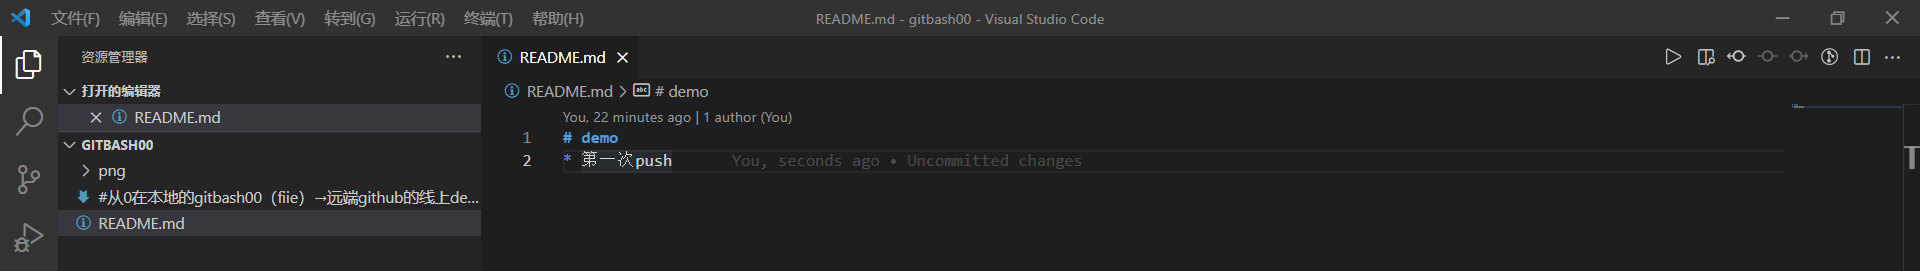 文件(F) 编辑(E) 选择(S) 查看(V) 转到(G) 运行(R) 终端(T) 帮助(H)
README.md - gitbash00 - Visual Studio Code
资源管理器 ···
打开的编辑器
README.md
GITBASH00
png
#从0在本地的gitbash00（fiie）→远端github的线上de...
README.md
README.md
README.md > # demo
You, 22 minutes ago | 1 author (You)
1 # demo
2 * 第一次push You, seconds ago • Uncommitted changes